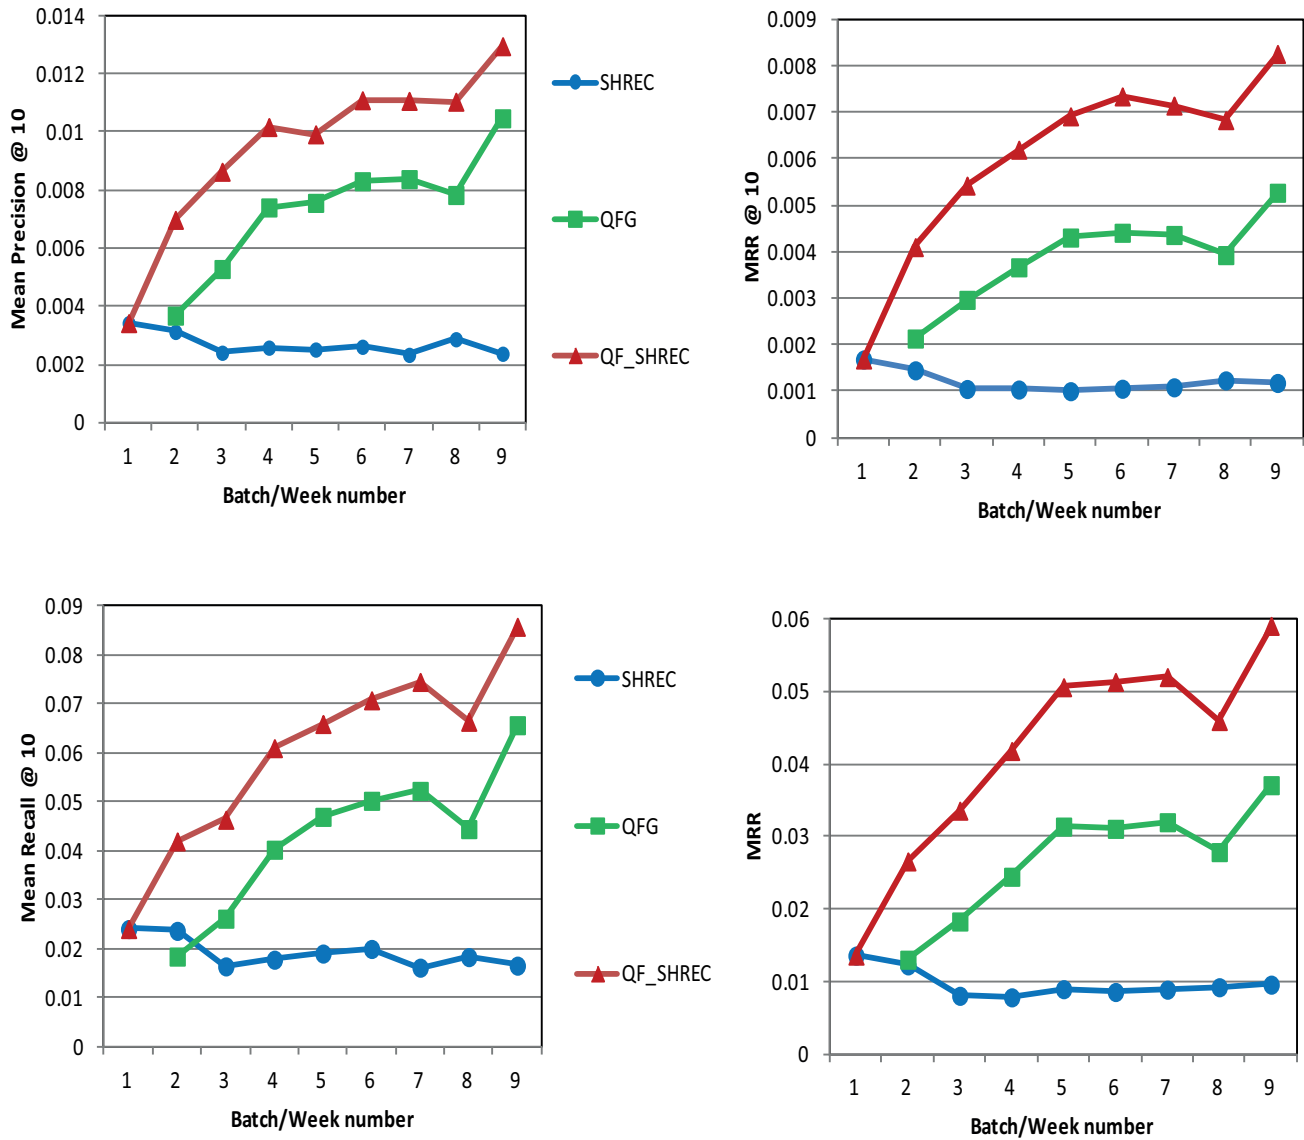 Mean Precision @ 10
0.014
0.012
0.01
0.008
0.006
0.004
0.002
0
1 2 3 4 5 6 7 8 9
Batch/Week number
SHREC
QFG
QF_SHREC
MRR @ 10
0.009
0.008
0.007
0.006
0.005
0.004
0.003
0.002
0.001
0
1 2 3 4 5 6 7 8 9
Batch/Week number
Mean Recall @ 10
0.09
0.08
0.07
0.06
0.05
0.04
0.03
0.02
0.01
0
1 2 3 4 5 6 7 8 9
Batch/Week number
SHREC
QFG
QF_SHREC
MRR
0.06
0.05
0.04
0.03
0.02
0.01
0
1 2 3 4 5 6 7 8 9
Batch/Week number